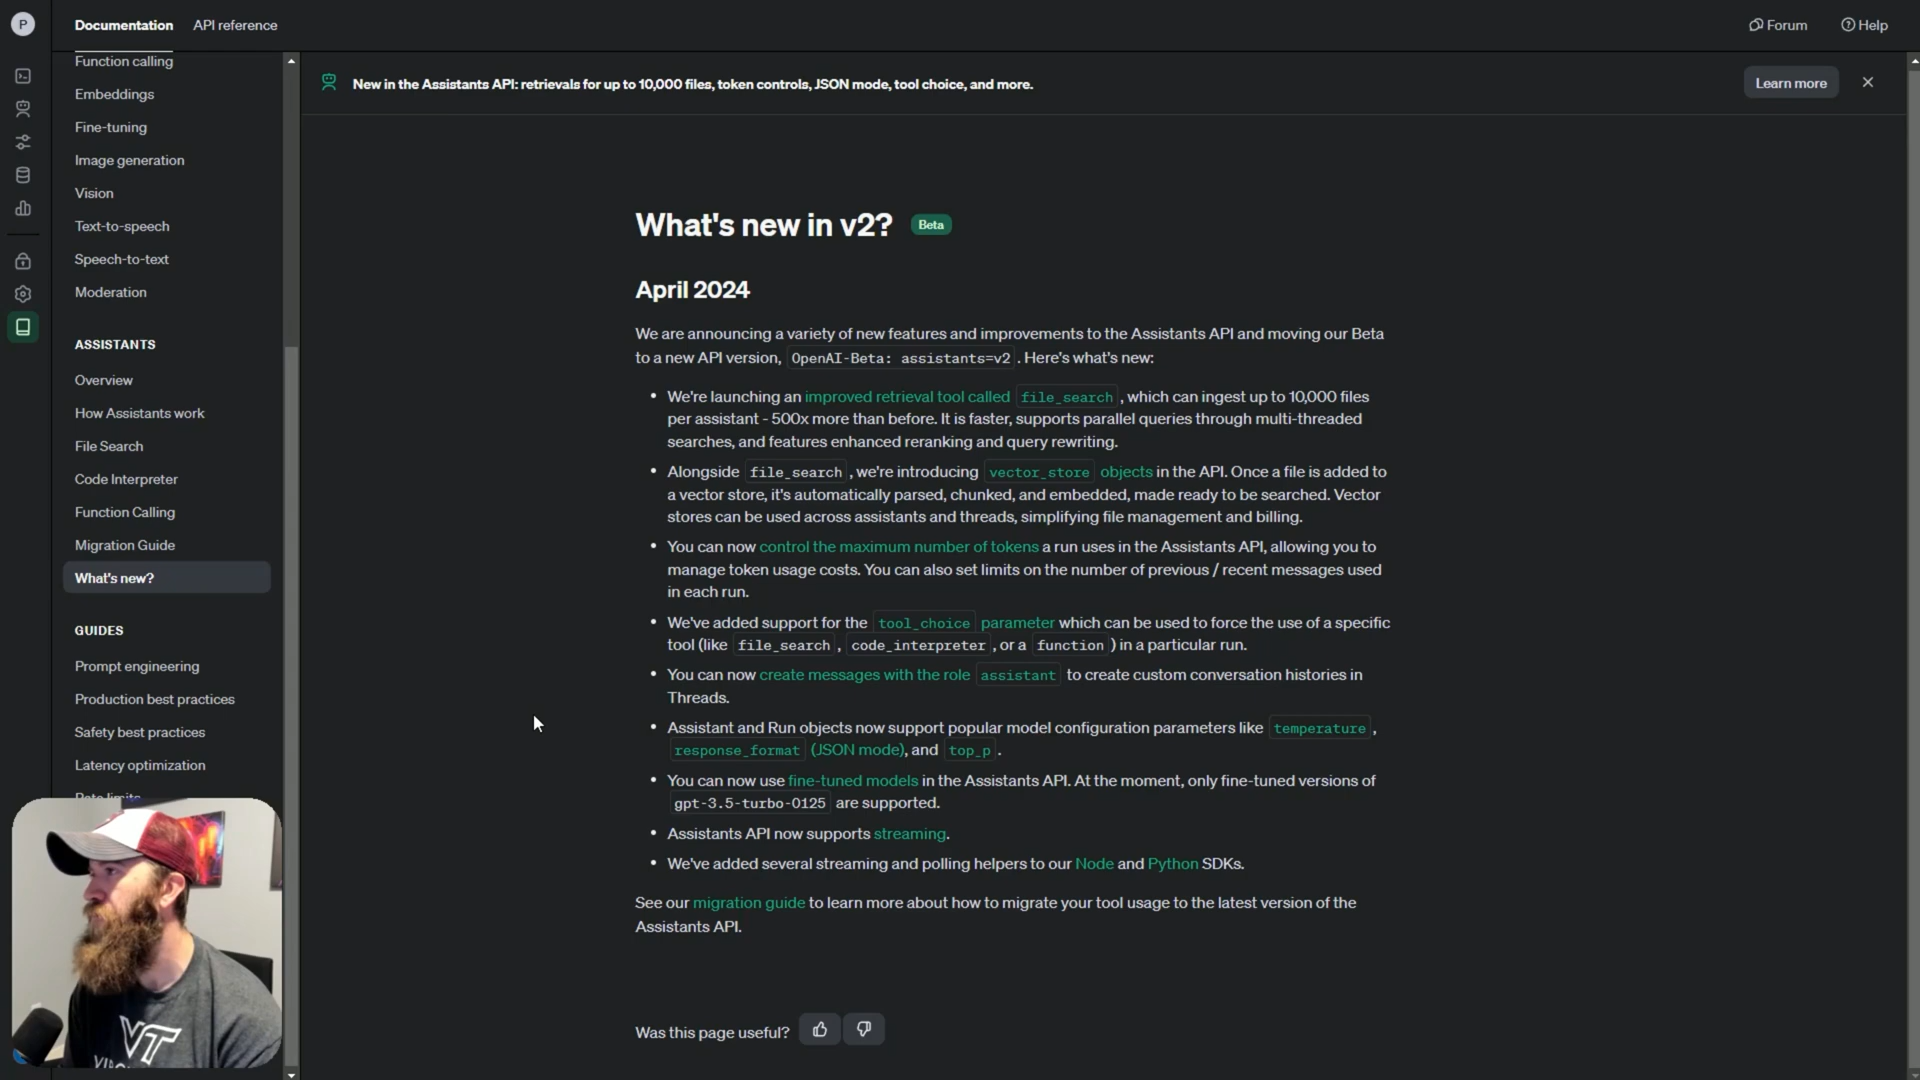 P
Documentation API reference
Forum Help
Function calling
Embeddings
Fine-tuning
Image generation
Vision
Text-to-speech
Speech-to-text
Moderation
ASSISTANTS
Overview
How Assistants work
File Search
Code Interpreter
Function Calling
Migration Guide
What's new?
GUIDES
Prompt engineering
Production best practices
Safety best practices
Latency optimization
Rate limits
New in the Assistants API: retrievals for up to 10,000 files, token controls, JSON mode, tool choice, and more.
Learn more
What's new in v2? Beta
April 2024
We are announcing a variety of new features and improvements to the Assistants API and moving our Beta
to a new API version, OpenAI-Beta: assistants=v2. Here's what's new:
• We're launching an improved retrieval tool called file_search, which can ingest up to 10,000 files
per assistant - 500x more than before. It is faster, supports parallel queries through multi-threaded
searches, and features enhanced reranking and query rewriting.
• Alongside file_search, we're introducing vector_store objects in the API. Once a file is added to
a vector store, it's automatically parsed, chunked, and embedded, made ready to be searched. Vector
stores can be used across assistants and threads, simplifying file management and billing.
• You can now control the maximum number of tokens a run uses in the Assistants API, allowing you to
manage token usage costs. You can also set limits on the number of previous / recent messages used
in each run.
• We've added support for the tool_choice parameter which can be used to force the use of a specific
tool (like file_search, code_interpreter, or a function) in a particular run.
• You can now create messages with the role assistant to create custom conversation histories in
Threads.
• Assistant and Run objects now support popular model configuration parameters like temperature,
response_format (JSON mode), and top_p.
• You can now use fine-tuned models in the Assistants API. At the moment, only fine-tuned versions of
gpt-3.5-turbo-0125 are supported.
• Assistants API now supports streaming.
• We've added several streaming and polling helpers to our Node and Python SDKs.
See our migration guide to learn more about how to migrate your tool usage to the latest version of the
Assistants API.
Was this page useful?
VT